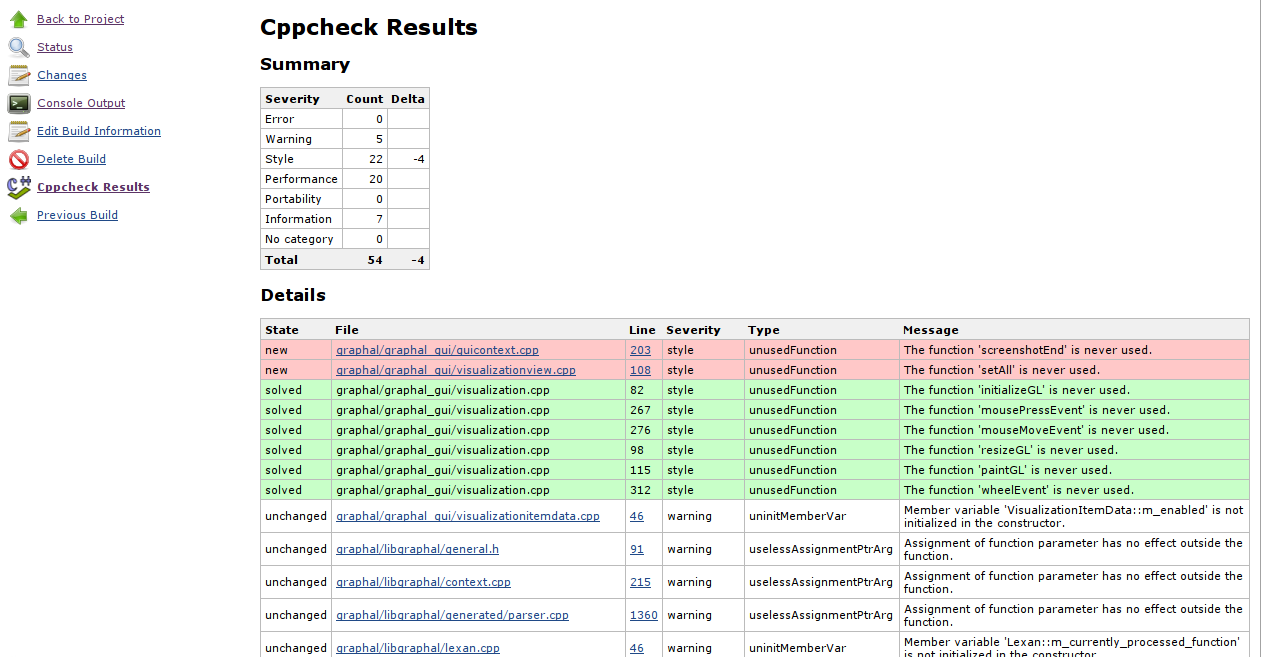 Back to Project
Status
Changes
Console Output
Edit Build Information
Delete Build
Cppcheck Results
Previous Build
Cppcheck Results
Summary
Severity Count Delta
Error 0
Warning 5
Style 22 -4
Performance 20
Portability 0
Information 7
No category 0
Total 54 -4
Details
State File Line Severity Type Message
new graphal/graphal_gui/guicontext.cpp 203 style unusedFunction The function 'screenshotEnd' is never used.
new graphal/graphal_gui/visualizationview.cpp 108 style unusedFunction The function 'setAll' is never used.
solved graphal/graphal_gui/visualization.cpp 82 style unusedFunction The function 'initializeGL' is never used.
solved graphal/graphal_gui/visualization.cpp 267 style unusedFunction The function 'mousePressEvent' is never used.
solved graphal/graphal_gui/visualization.cpp 276 style unusedFunction The function 'mouseMoveEvent' is never used.
solved graphal/graphal_gui/visualization.cpp 98 style unusedFunction The function 'resizeGL' is never used.
solved graphal/graphal_gui/visualization.cpp 115 style unusedFunction The function 'paintGL' is never used.
solved graphal/graphal_gui/visualization.cpp 312 style unusedFunction The function 'wheelEvent' is never used.
unchanged graphal/graphal_gui/visualizationitemdata.cpp 46 warning uninitMemberVar Member variable 'VisualizationItemData::m_enabled' is not
initialized in the constructor.
unchanged graphal/libgraphal/general.h 91 warning uselessAssignmentPtrArg Assignment of function parameter has no effect outside the
function.
unchanged graphal/libgraphal/context.cpp 215 warning uselessAssignmentPtrArg Assignment of function parameter has no effect outside the
function.
unchanged graphal/libgraphal/generated/parser.cpp 1360 warning uselessAssignmentPtrArg Assignment of function parameter has no effect outside the
function.
unchanged graphal/libgraphal/lexan.cpp 46 warning uninitMemberVar Member variable 'Lexan::m_currently_processed_function'
is not initialized in the constructor.